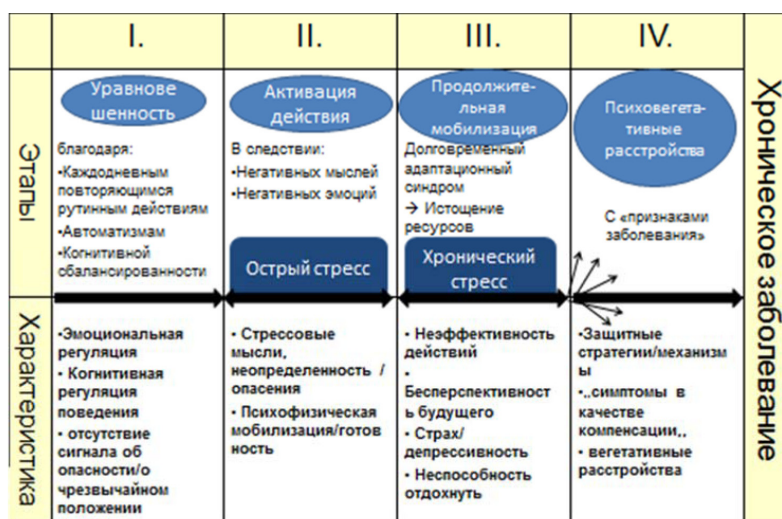 I.
II.
III.
IV.
Этапы
Уравнове
шенность
благодаря:
•Каждодневным
повторяющимся
рутинным действиям
•Автоматизмам
•Когнитивной
сбалансированности
Активация
действия
В следствии:
•Негативных мыслей
•Негативных эмоций
Острый стресс
Продолжите-
льная
мобилизация
Долговременный
адаптационный
синдром
→ Истощение
ресурсов
Хронический
стресс
Психовегета-
тивные
расстройства
С «признаками
заболевания»
Характеристика
•Эмоциональная
регуляция
• Когнитивная
регуляция
поведения
• отсутствие
сигнала об
опасности/о
чрезвычайном
положении
• Стрессовые
мысли,
неопределенность /
опасения
• Психофизическая
мобилизация/готов
ность
• Неэффективность
действий
•
Бесперспективност
ь будущего
• Страх/
депрессивность
• Неспособность
отдохнуть
•Защитные
стратегии/механизм
ы
•„симптомы в
качестве
компенсации„
• вегетативные
расстройства
Хроническое заболевание